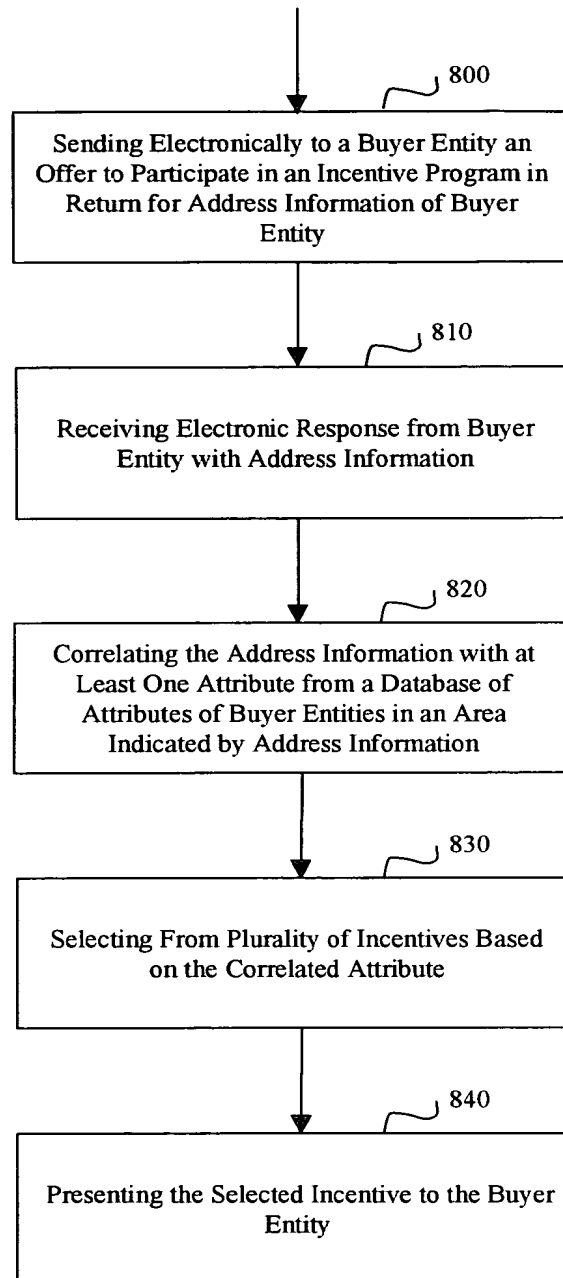 800
Sending Electronically to a Buyer Entity an
Offer to Participate in an Incentive Program in
Return for Address Information of Buyer
Entity
810
Receiving Electronic Response from Buyer
Entity with Address Information
820
Correlating the Address Information with at
Least One Attribute from a Database of
Attributes of Buyer Entities in an Area
Indicated by Address Information
830
Selecting From Plurality of Incentives Based
on the Correlated Attribute
840
Presenting the Selected Incentive to the Buyer
Entity